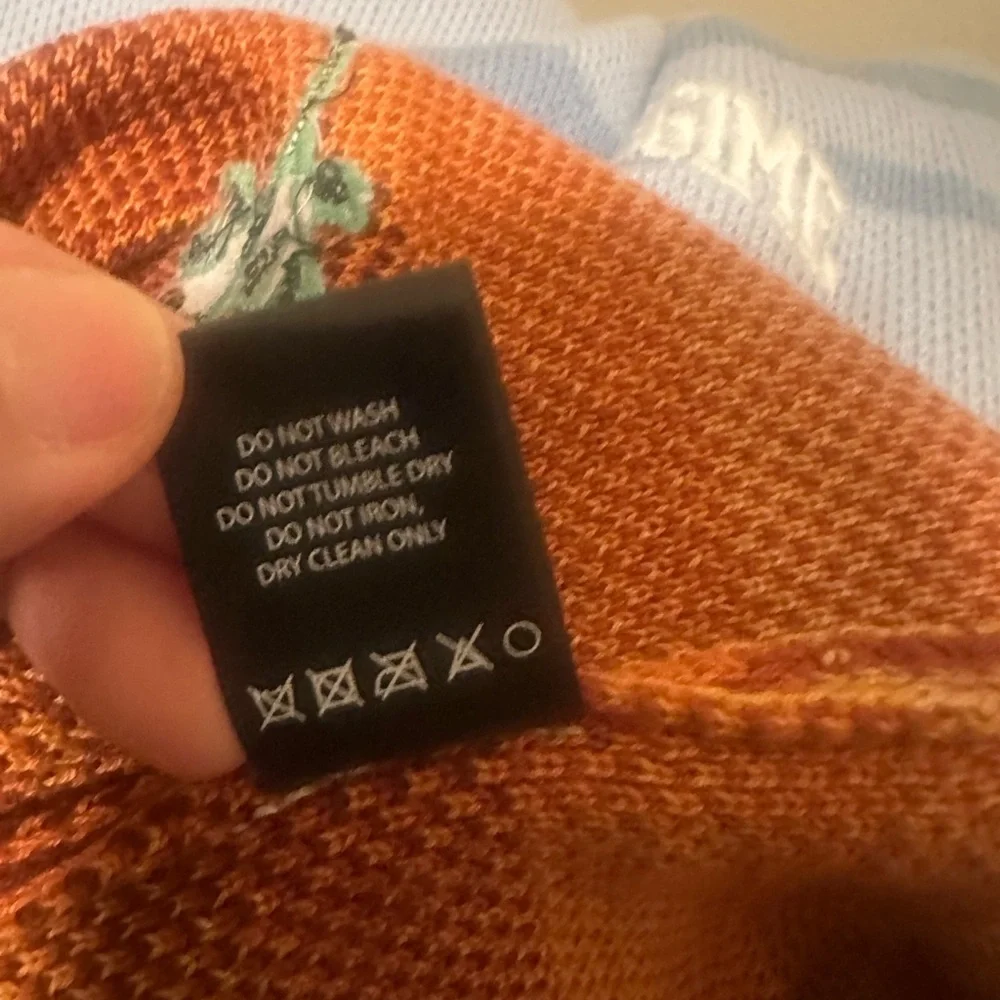 DO NOT WASH
DO NOT BLEACH
DO NOT TUMBLE DRY
DO NOT IRON,
DRY CLEAN ONLY